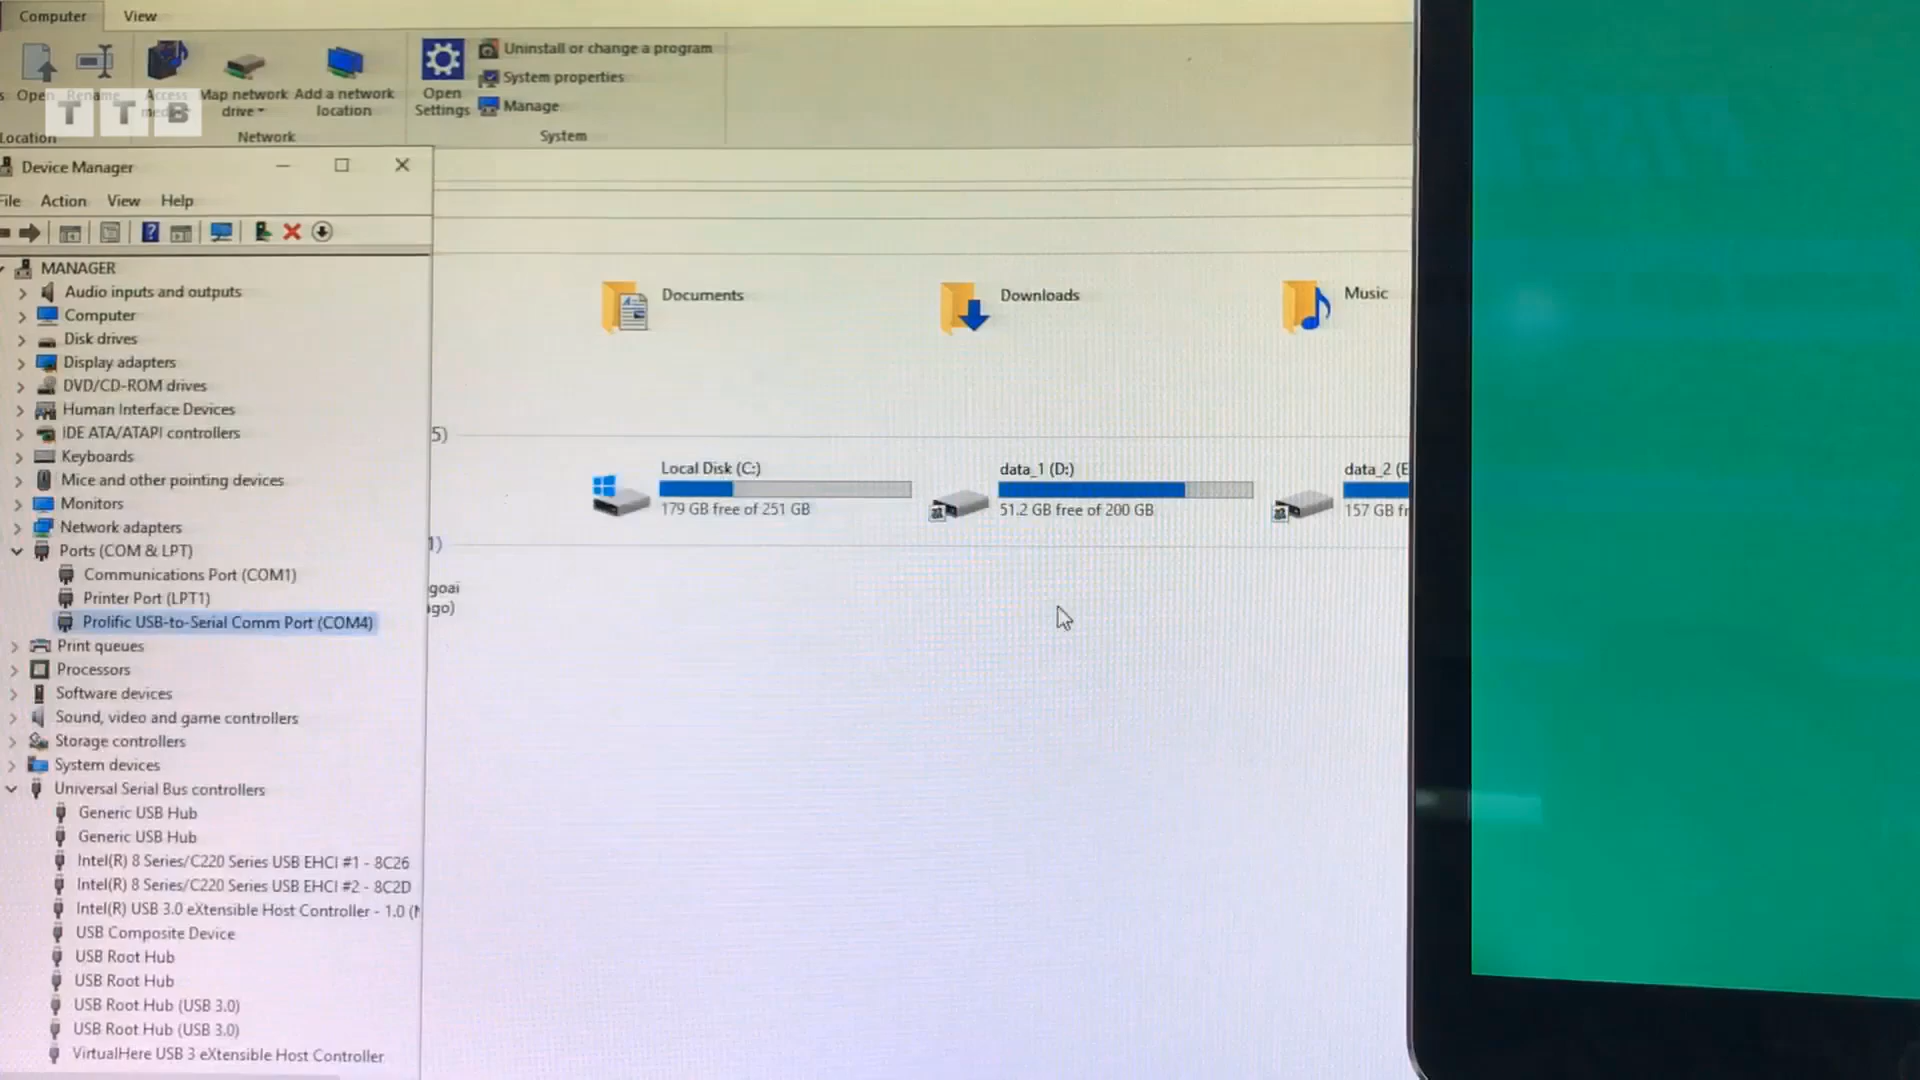 Computer View
Open Rename Access media Map network drive Add a network location Open Settings
Uninstall or change a program
System properties
Manage
TTB
Location Network System
Device Manager
File Action View Help
MANAGER
Audio inputs and outputs
Computer
Disk drives
Display adapters
DVD/CD-ROM drives
Human Interface Devices
IDE ATA/ATAPI controllers
Keyboards
Mice and other pointing devices
Monitors
Network adapters
Ports (COM & LPT)
Communications Port (COM1)
Printer Port (LPT1)
Prolific USB-to-Serial Comm Port (COM4)
Print queues
Processors
Software devices
Sound, video and game controllers
Storage controllers
System devices
Universal Serial Bus controllers
Generic USB Hub
Generic USB Hub
Intel(R) 8 Series/C220 Series USB EHCI #1 - 8C26
Intel(R) 8 Series/C220 Series USB EHCI #2 - 8C2D
Intel(R) USB 3.0 eXtensible Host Controller - 1.0 (
USB Composite Device
USB Root Hub
USB Root Hub
USB Root Hub (USB 3.0)
USB Root Hub (USB 3.0)
VirtualHere USB 3 eXtensible Host Controller
Documents Downloads Music
5)
Local Disk (C:)
179 GB free of 251 GB
data_1 (D:)
51.2 GB free of 200 GB
data_2 (E
157 GB fr
1)
goai
ago)